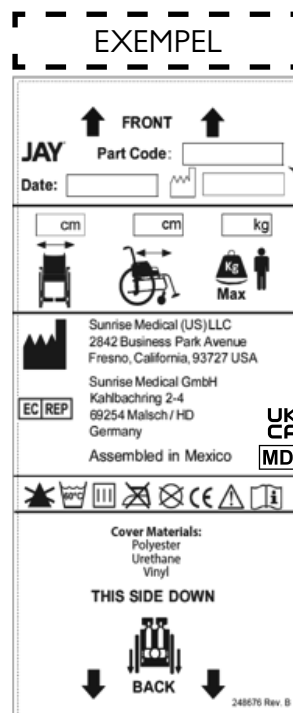 EXEMPEL
FRONT
JAY
Part Code:
Date:
cm
cm
kg
Kg
Max
Sunrise Medical (US) LLC
2842 Business Park Avenue
Fresno, California, 93727 USA
Sunrise Medical GmbH
Kahlbachring 2-4
EC REP
69254 Malsch / HD
Germany
UK
CA
Assembled in Mexico
MD
60°C
CE
i
Cover Materials:
Polyester
Urethane
Vinyl
THIS SIDE DOWN
BACK
248676 Rev. B